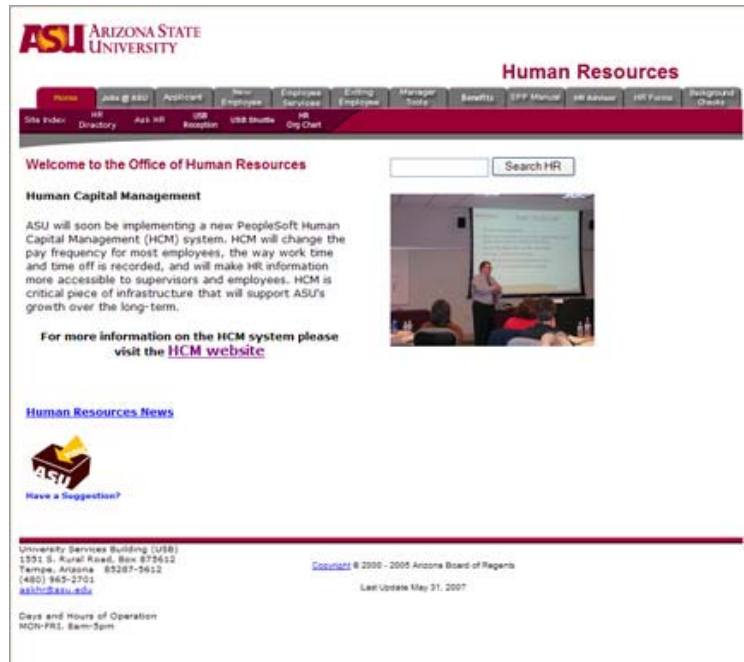 ASU ARIZONA STATE
UNIVERSITY
Human Resources
Home Jobs @ ASU Applicant New Employee Employee Services Exiting Employee Manager Tools Benefits SPP Manual HR Advisor HR Forms Background Checks
Site Index HR Directory Ask HR USB Reception USB Shuttle HR Org Chart
Welcome to the Office of Human Resources
Search HR
Human Capital Management
ASU will soon be implementing a new PeopleSoft Human
Capital Management (HCM) system. HCM will change the
pay frequency for most employees, the way work time
and time off is recorded, and will make HR information
more accessible to supervisors and employees. HCM is
critical piece of infrastructure that will support ASU's
growth over the long-term.
For more information on the HCM system please
visit the HCM website
Human Resources News
ASU
Have a Suggestion?
University Services Building (USB)
1551 S. Rural Road, Box 875612
Tempe, Arizona 85287-5612
(480) 965-2701
askhr@asu.edu
Copyright © 2000 - 2005 Arizona Board of Regents
Last Update May 31, 2007
Days and Hours of Operation
MON-FRI. 8am-5pm